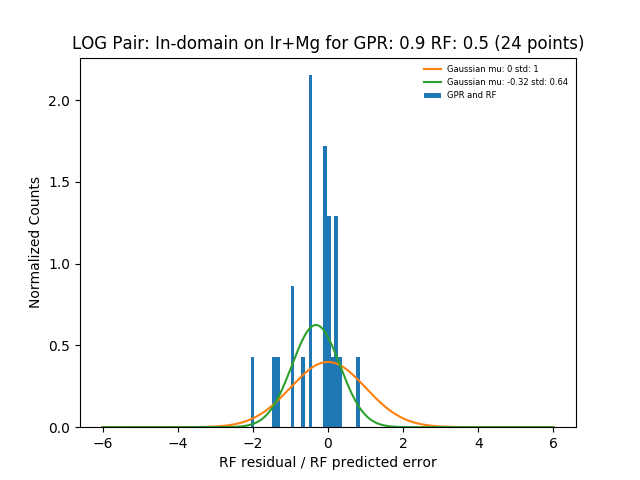 LOG Pair: In-domain on Ir+Mg for GPR: 0.9 RF: 0.5 (24 points)
Gaussian mu: 0 std: 1
Gaussian mu: -0.32 std: 0.64
GPR and RF
Normalized Counts
2.0
1.5
1.0
0.5
0.0
−6 −4 −2 0 2 4 6
RF residual / RF predicted error